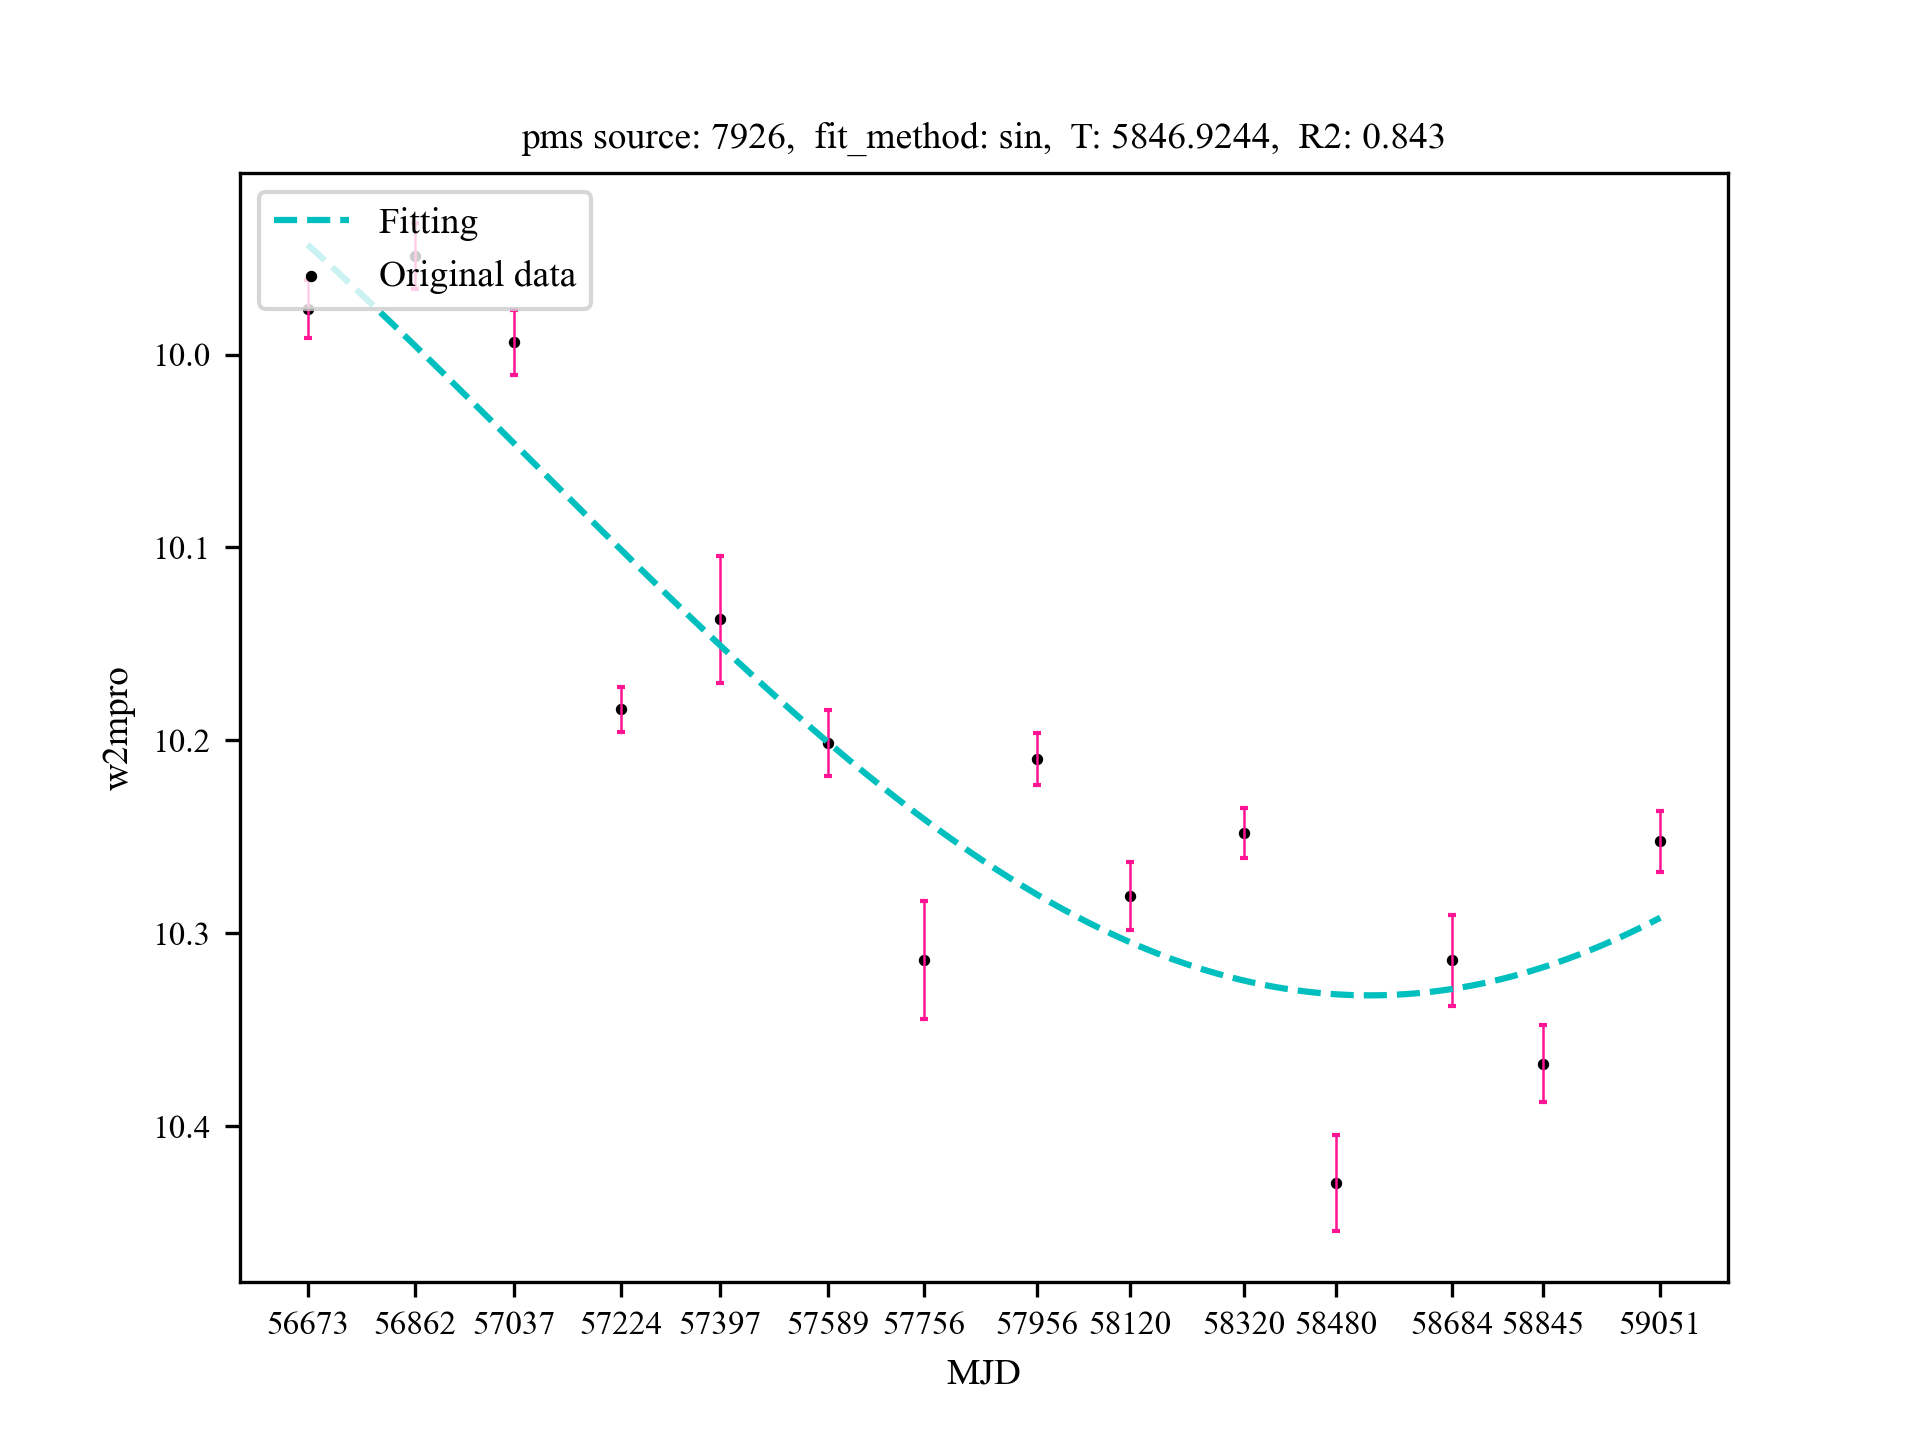 pms source: 7926,  fit_method: sin,  T: 5846.9244,  R2: 0.843
Fitting
Original data
10.0
10.1
10.2
10.3
10.4
w2mpro
56673 56862 57037 57224 57397 57589 57756 57956 58120 58320 58480 58684 58845 59051
MJD